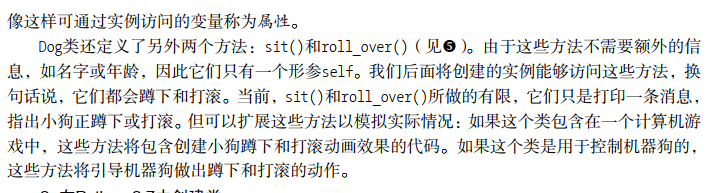 像这样可通过实例访问的变量称为属性。
Dog类还定义了另外两个方法：sit()和roll_over()（见❺）。由于这些方法不需要额外的信
息，如名字或年龄，因此它们只有一个形参self。我们后面将创建的实例能够访问这些方法，换
句话说，它们都会蹲下和打滚。当前，sit()和roll_over()所做的有限，它们只是打印一条消息，
指出小狗正蹲下或打滚。但可以扩展这些方法以模拟实际情况：如果这个类包含在一个计算机游
戏中，这些方法将包含创建小狗蹲下和打滚动画效果的代码。如果这个类是用于控制机器狗的，
这些方法将引导机器狗做出蹲下和打滚的动作。